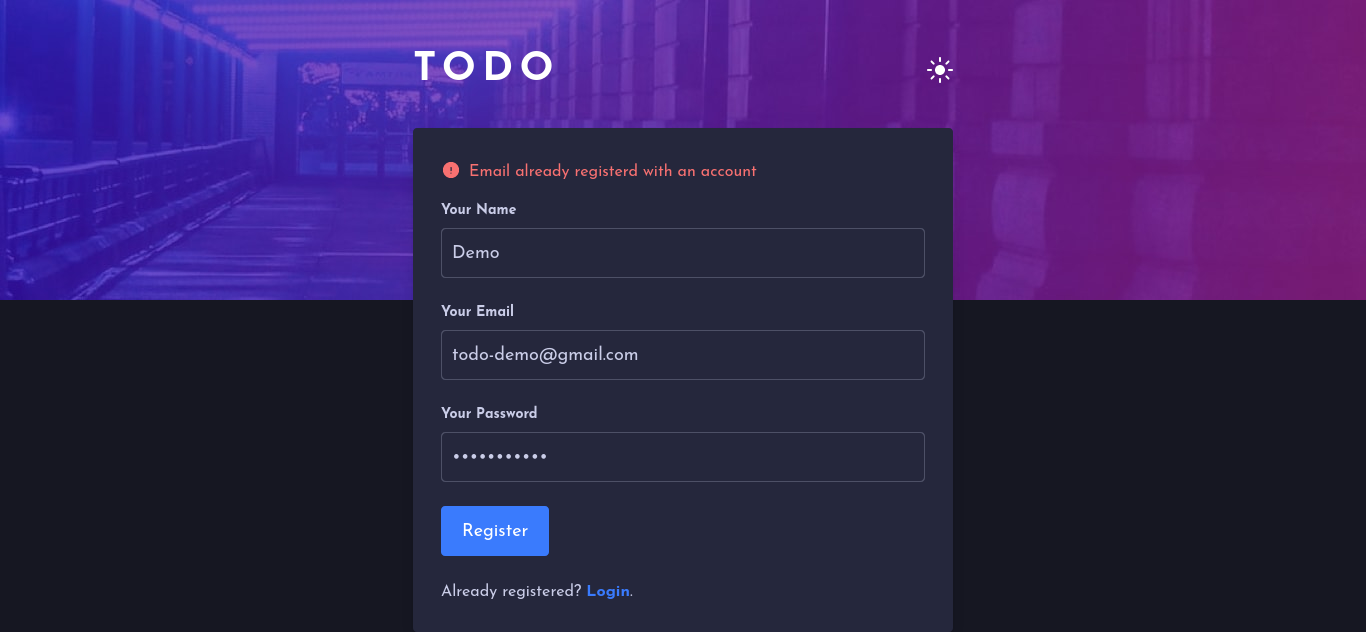 TODO
Email already registerd with an account
Your Name
Demo
Your Email
todo-demo@gmail.com
Your Password
•••••••••••
Register
Already registered? Login.